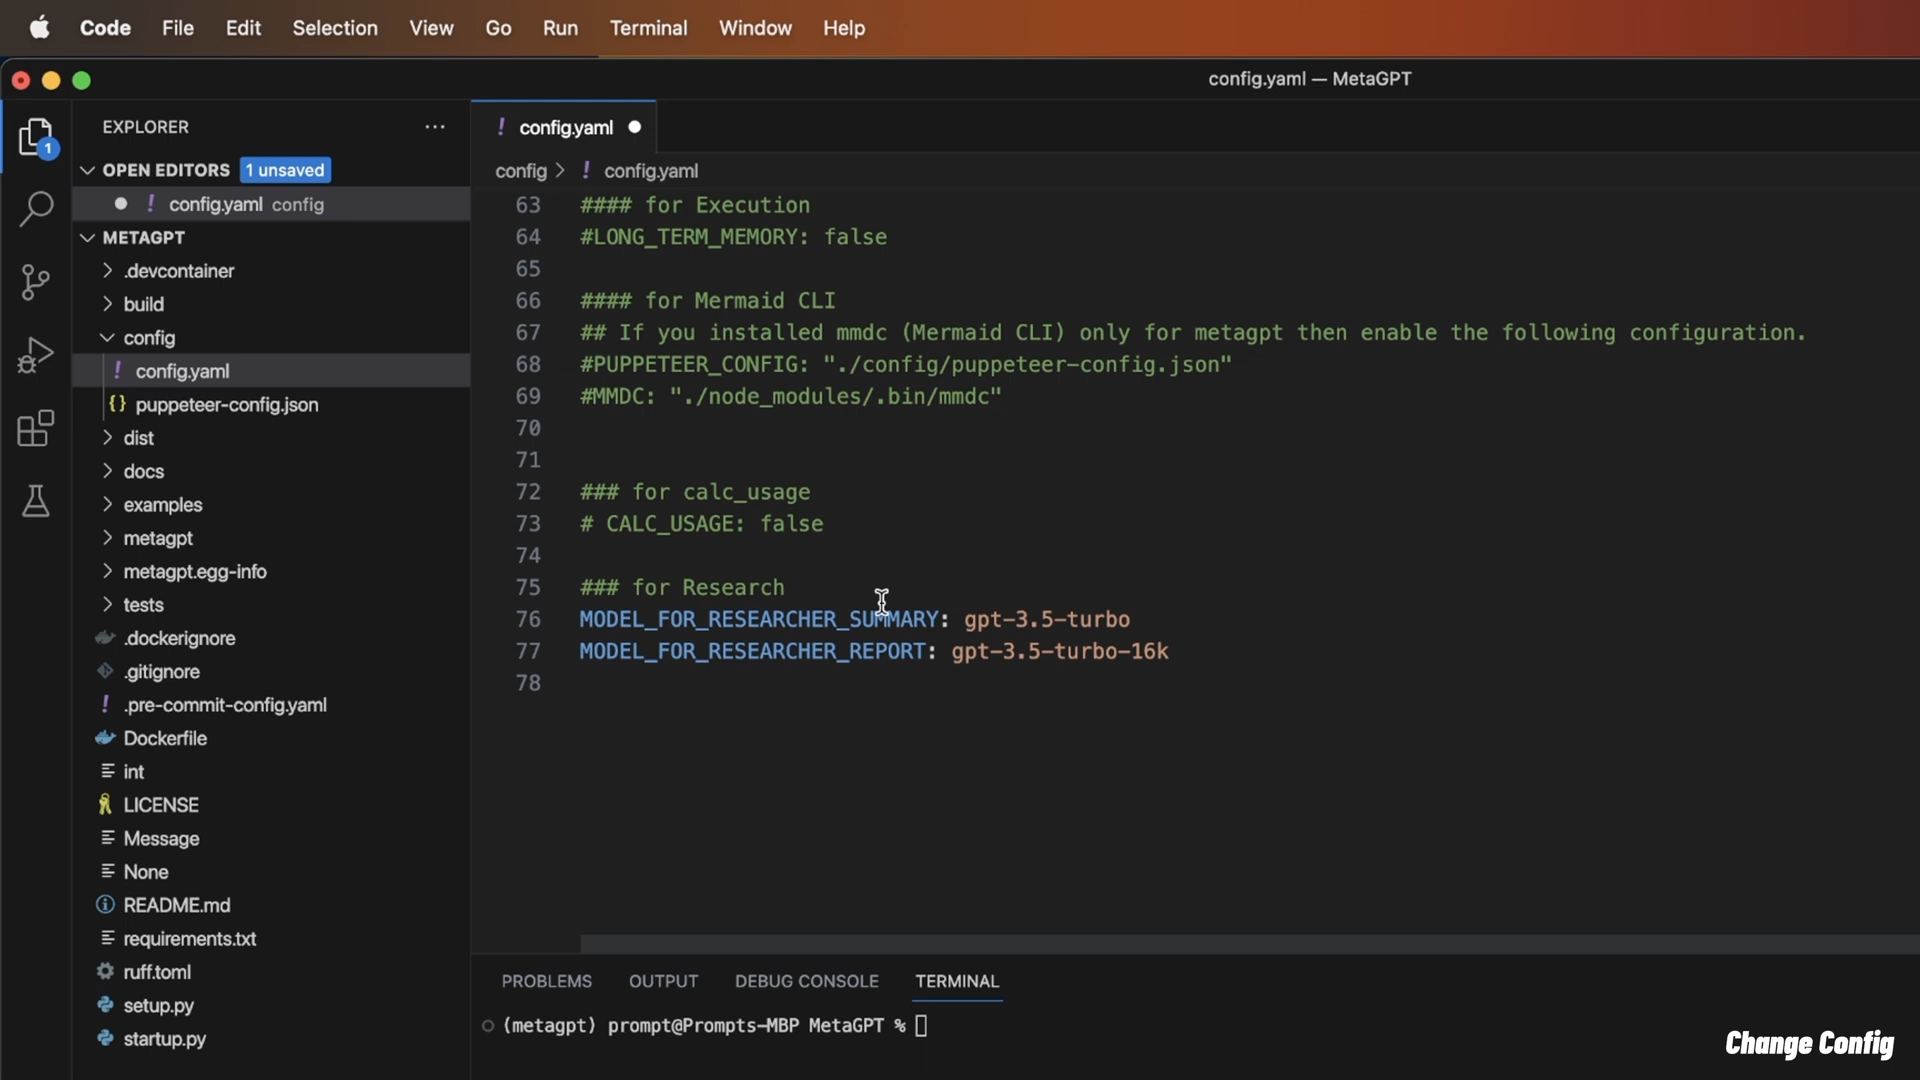 Code File Edit Selection View Go Run Terminal Window Help
config.yaml — MetaGPT
EXPLORER
OPEN EDITORS 1 unsaved
config.yaml config
METAGPT
.devcontainer
build
config
config.yaml
puppeteer-config.json
dist
docs
examples
metagpt
metagpt.egg-info
tests
.dockerignore
.gitignore
.pre-commit-config.yaml
Dockerfile
int
LICENSE
Message
None
README.md
requirements.txt
ruff.toml
setup.py
startup.py
1
config.yaml
config > config.yaml
63 #### for Execution
64 #LONG_TERM_MEMORY: false
65
66 #### for Mermaid CLI
67 ## If you installed mmdc (Mermaid CLI) only for metagpt then enable the following configuration.
68 #PUPPETEER_CONFIG: "./config/puppeteer-config.json"
69 #MMDC: "./node_modules/.bin/mmdc"
70
71
72 ### for calc_usage
73 # CALC_USAGE: false
74
75 ### for Research
76 MODEL_FOR_RESEARCHER_SUMMARY: gpt-3.5-turbo
77 MODEL_FOR_RESEARCHER_REPORT: gpt-3.5-turbo-16k
78
PROBLEMS OUTPUT DEBUG CONSOLE TERMINAL
(metagpt) prompt@Prompts-MBP MetaGPT %
Change Config